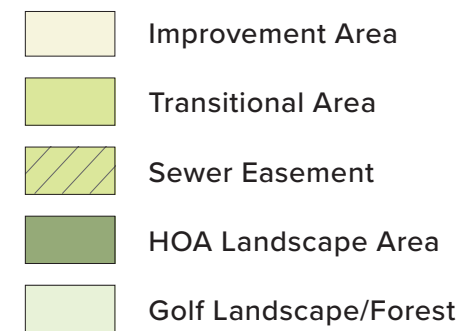 Improvement Area
Transitional Area
Sewer Easement
HOA Landscape Area
Golf Landscape/Forest